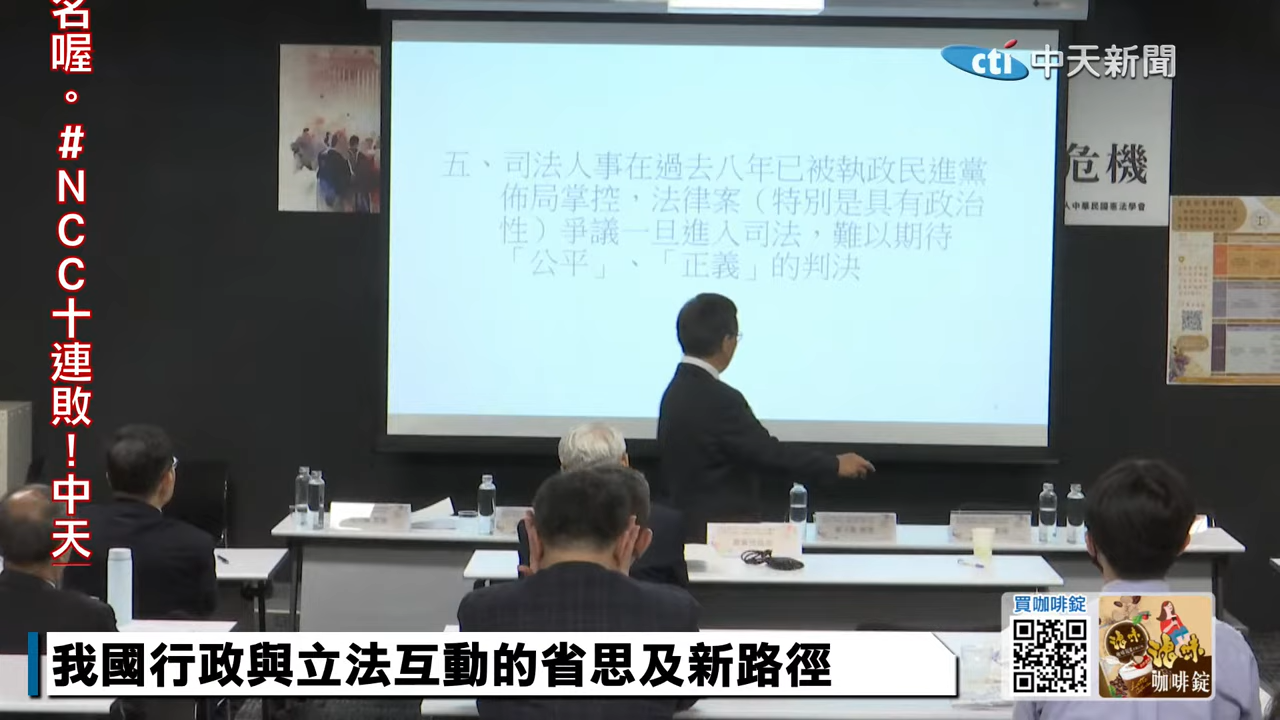 名喔。#NCC十連敗！中天
cti 中天新聞
五、司法人事在過去八年已被執政民進黨
佈局掌控，法律案（特別是具有政治
性）爭議一旦進入司法，難以期待
「公平」、「正義」的判決
危機
人中華民國憲法學會
買咖啡錠
濃味
咖啡錠
我國行政與立法互動的省思及新路徑